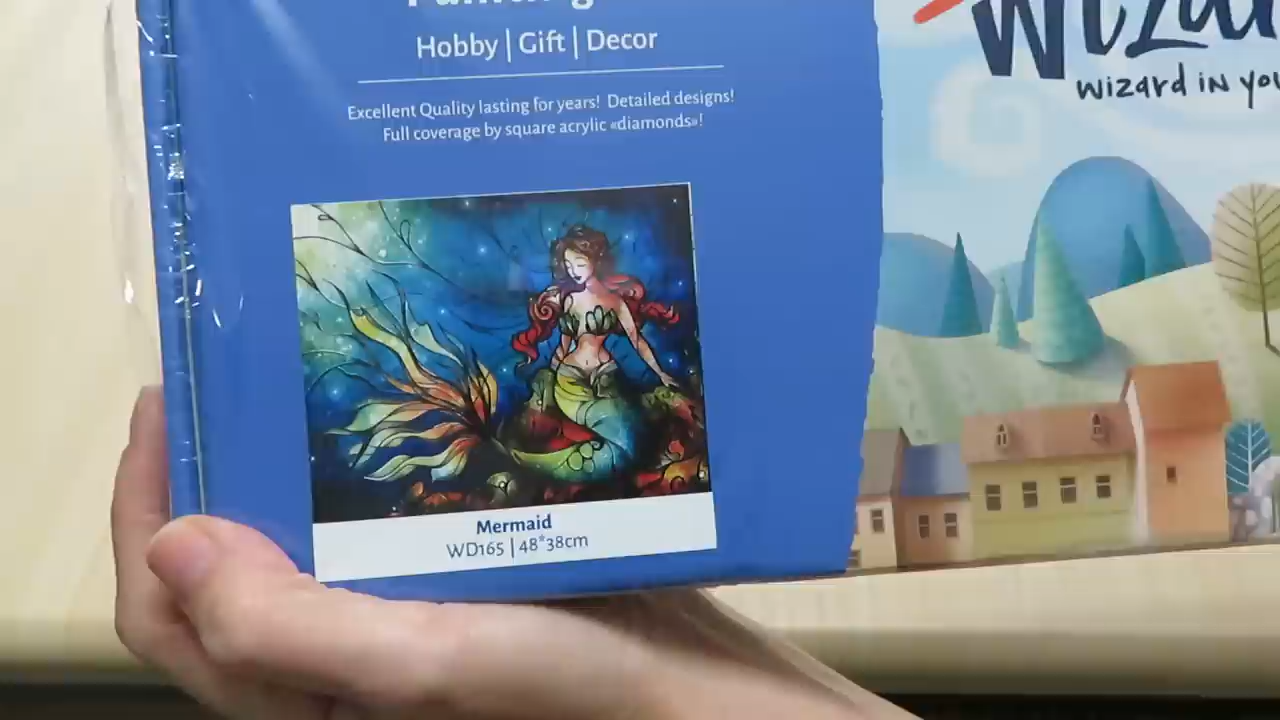 Hobby | Gift | Decor
Excellent Quality lasting for years! Detailed designs!
Full coverage by square acrylic «diamonds»!
Mermaid
WD165 | 48*38cm
wizard in